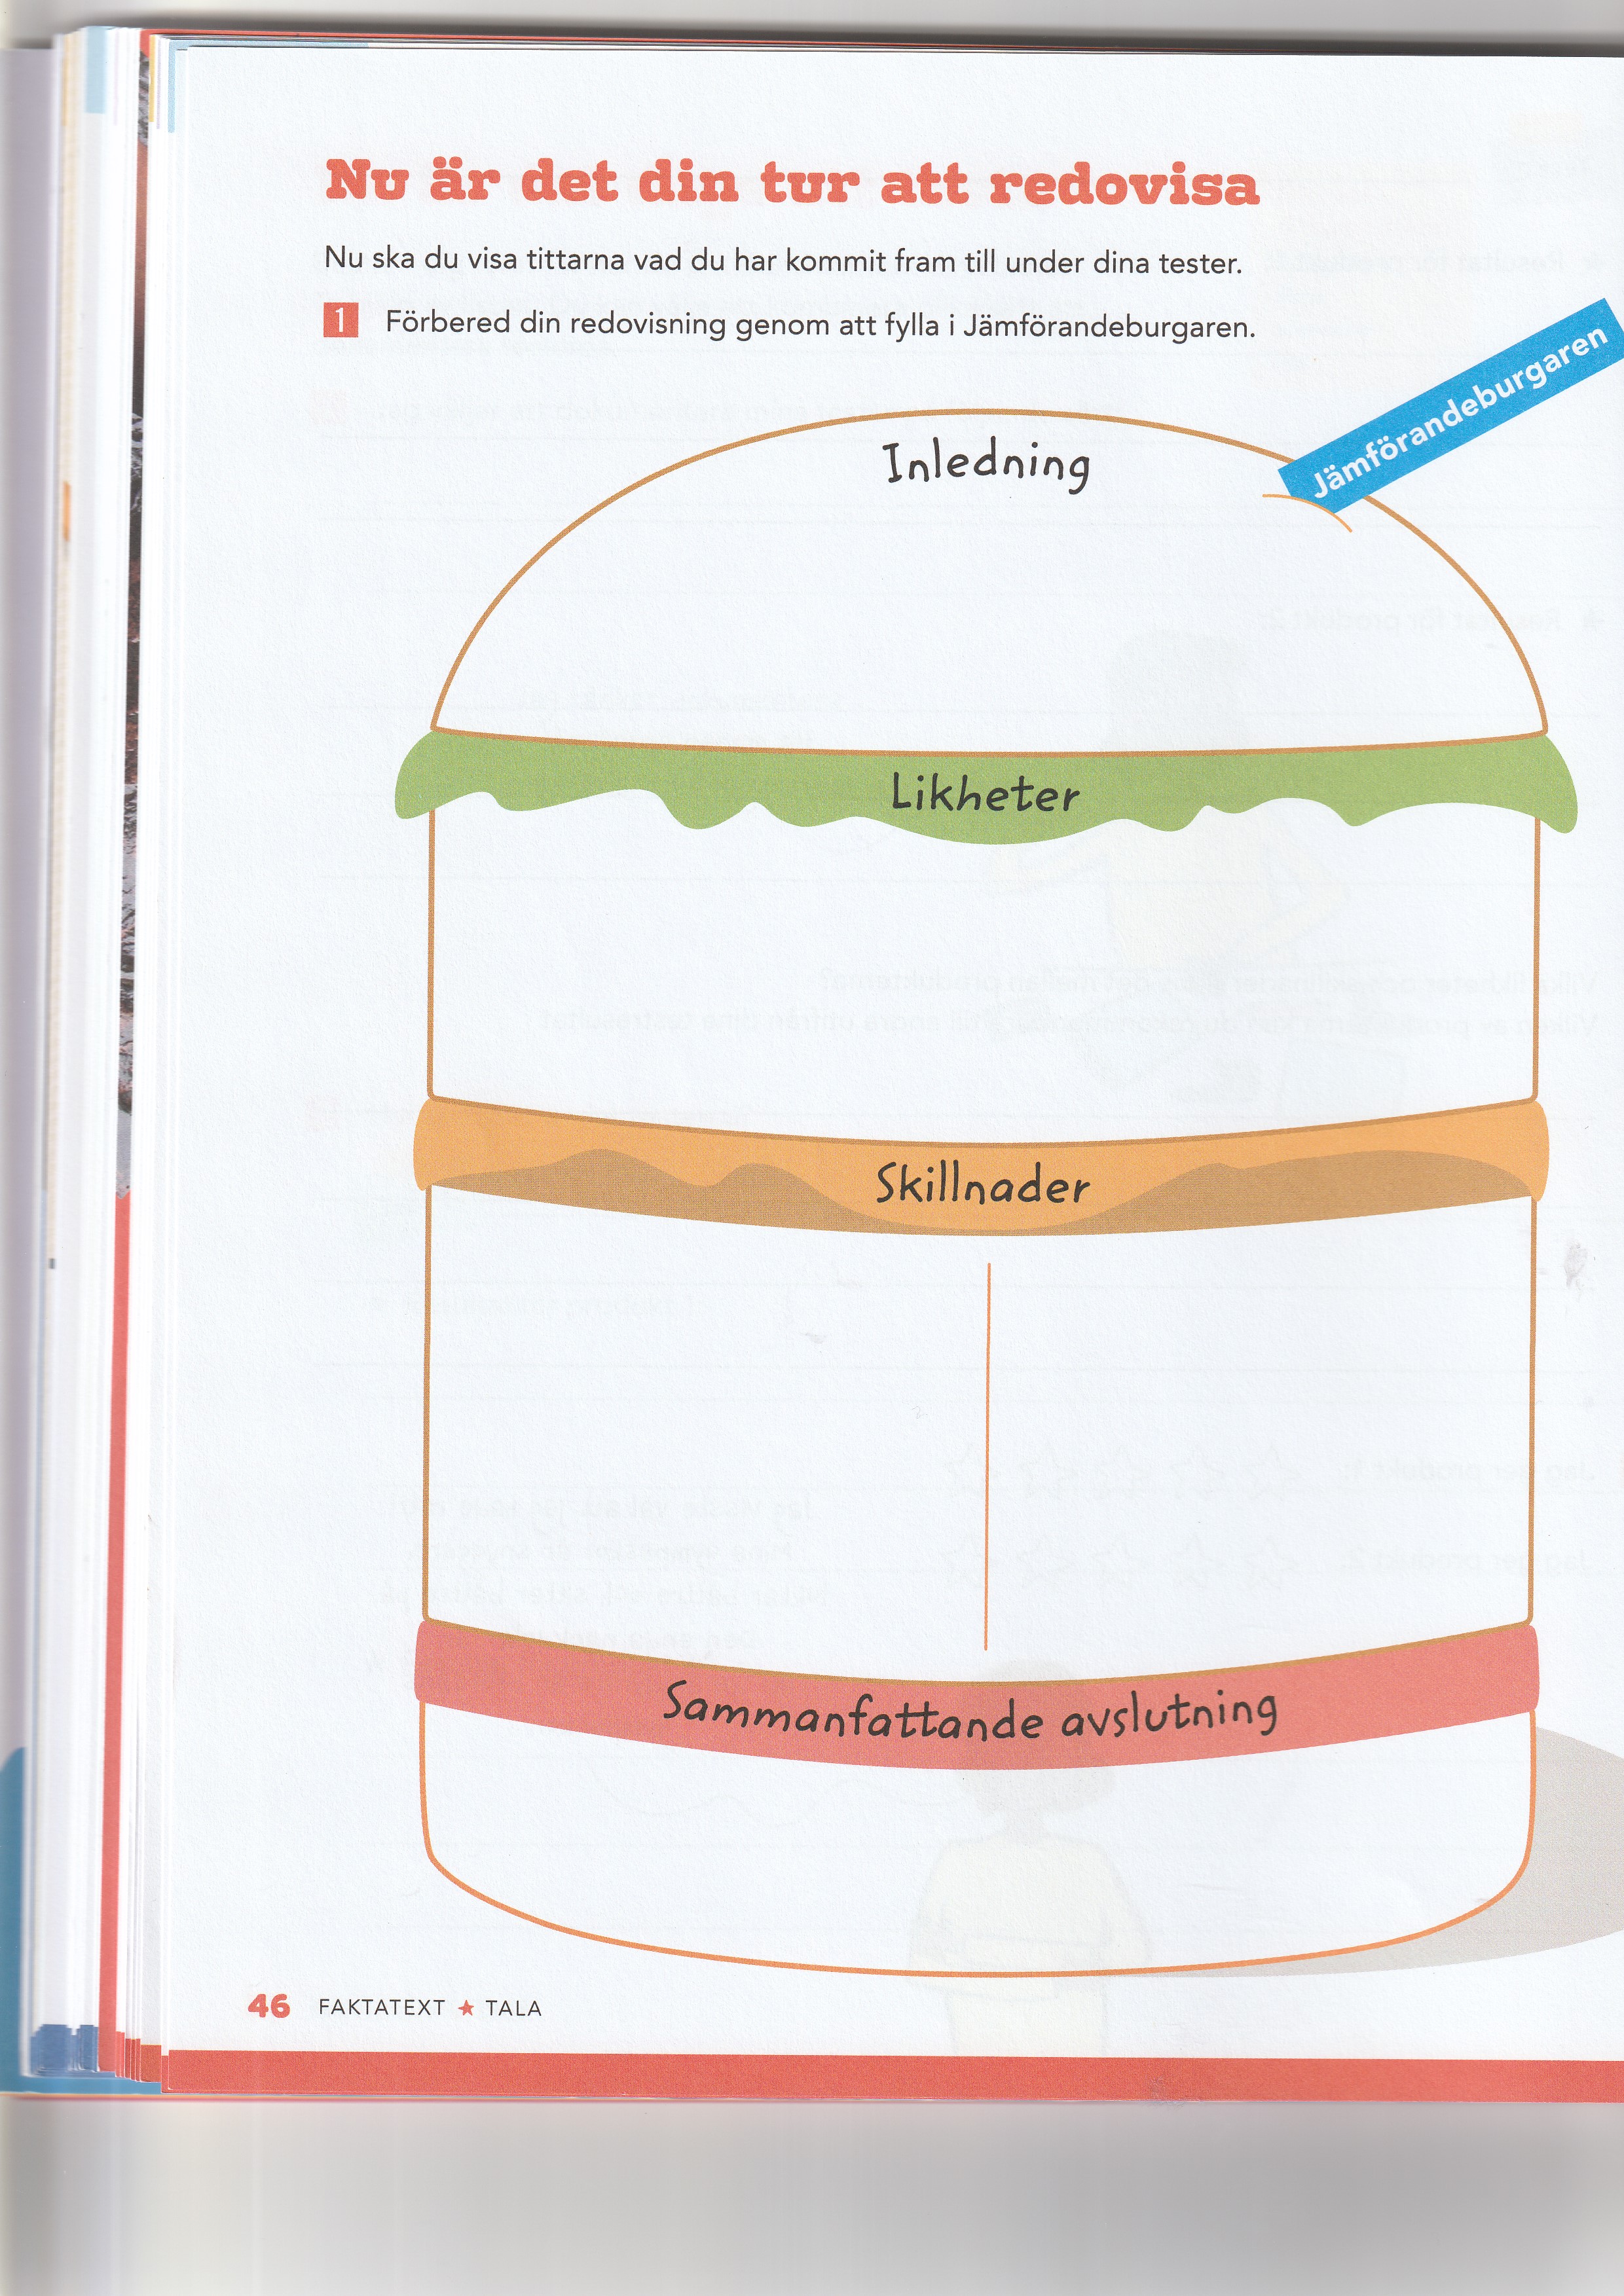 Nu är det din tur att redovisa
Nu ska du visa tittarna vad du har kommit fram till under dina tester.
1 Förbered din redovisning genom att fylla i Jämförandeburgaren.
Jämförandeburgaren
Inledning
Likheter
Skillnader
Sammanfattande avslutning
46 FAKTATEXT ★ TALA